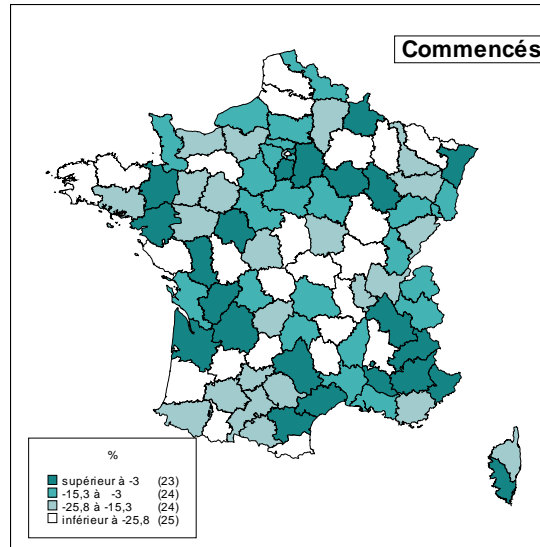 Commencés
%
supérieur à -3 (23)
-15,3 à -3 (24)
-25,8 à -15,3 (24)
inférieur à -25,8 (25)